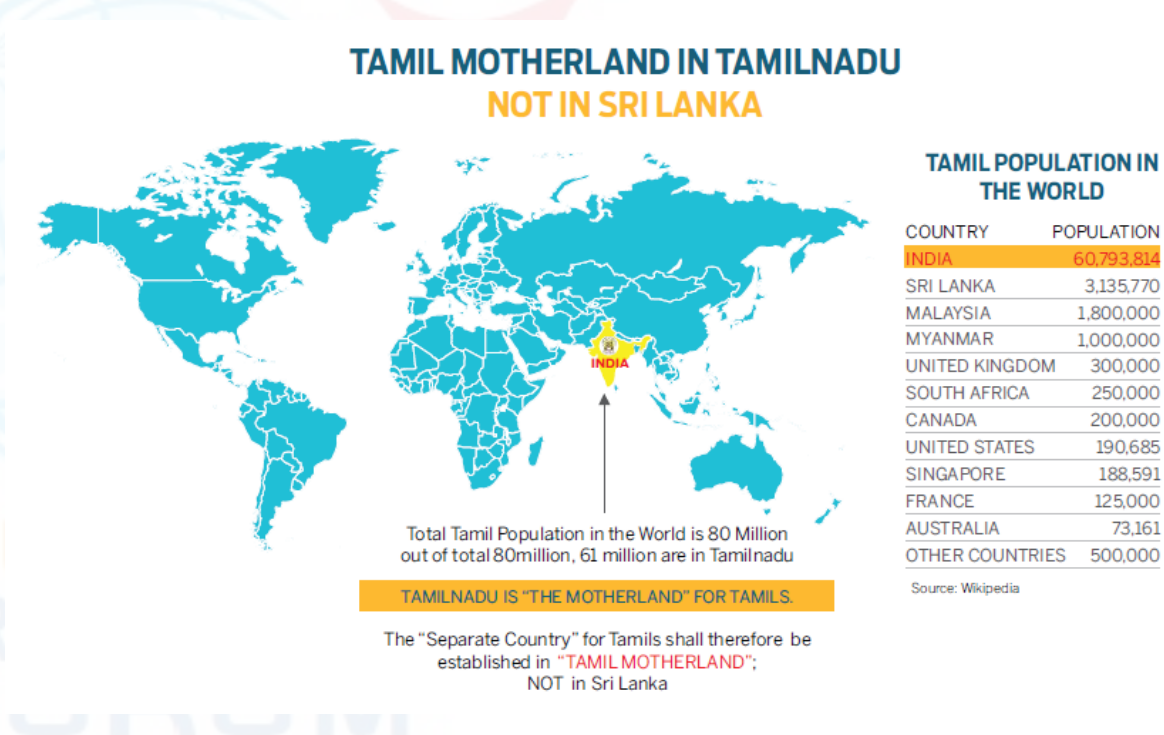 TAMIL MOTHERLAND IN TAMILNADU
NOT IN SRI LANKA
INDIA
Total Tamil Population in the World is 80 Million
out of total 80million, 61 million are in Tamilnadu
TAMILNADU IS “THE MOTHERLAND” FOR TAMILS.
The “Separate Country” for Tamils shall therefore be
established in “TAMIL MOTHERLAND”;
NOT in Sri Lanka
TAMIL POPULATION IN
THE WORLD
COUNTRY POPULATION
INDIA 60,793,814
SRI LANKA 3,135,770
MALAYSIA 1,800,000
MYANMAR 1,000,000
UNITED KINGDOM 300,000
SOUTH AFRICA 250,000
CANADA 200,000
UNITED STATES 190,685
SINGAPORE 188,591
FRANCE 125,000
AUSTRALIA 73,161
OTHER COUNTRIES 500,000
Source: Wikipedia